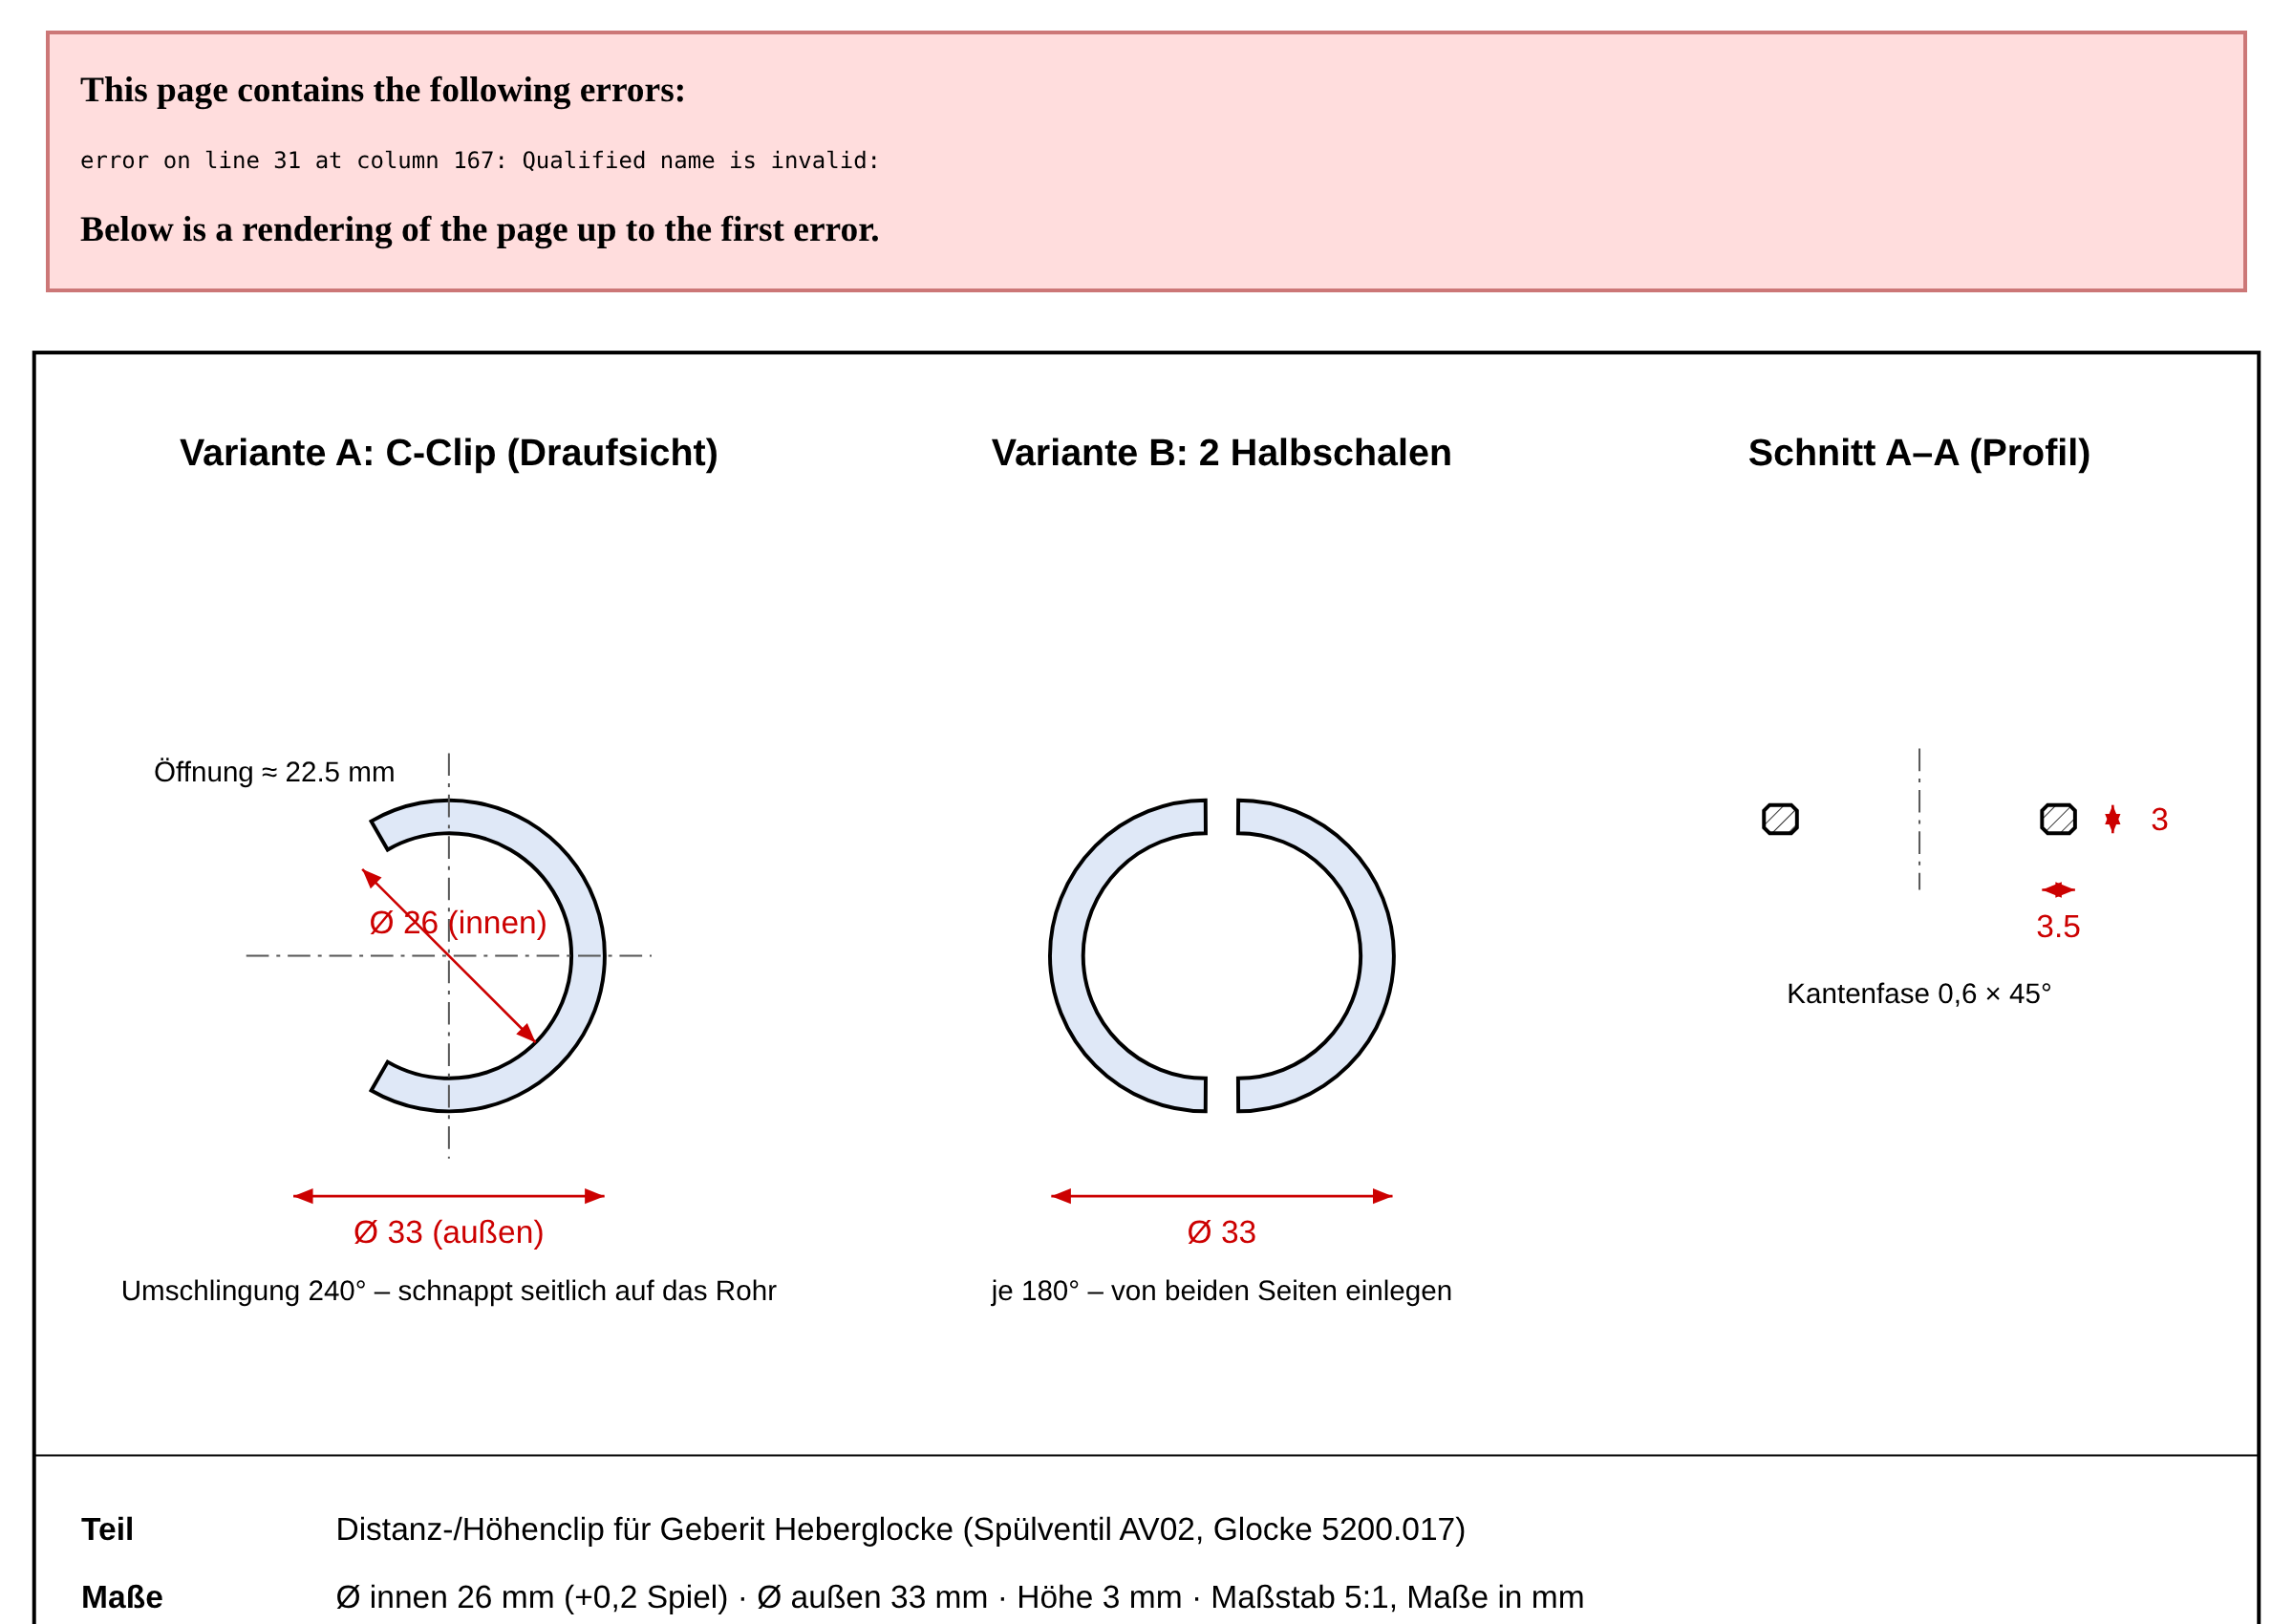 This page contains the following errors:
error on line 31 at column 167: Qualified name is invalid:
Below is a rendering of the page up to the first error.
Variante A: C-Clip (Draufsicht)
Variante B: 2 Halbschalen
Schnitt A–A (Profil)
Öffnung ≈ 22.5 mm
Ø 26 (innen)
3
3.5
Kantenfase 0,6 × 45°
Ø 33 (außen)
Ø 33
Umschlingung 240° – schnappt seitlich auf das Rohr
je 180° – von beiden Seiten einlegen
Teil Distanz-/Höhenclip für Geberit Heberglocke (Spülventil AV02, Glocke 5200.017)
Maße Ø innen 26 mm (+0,2 Spiel) · Ø außen 33 mm · Höhe 3 mm · Maßstab 5:1, Maße in mm